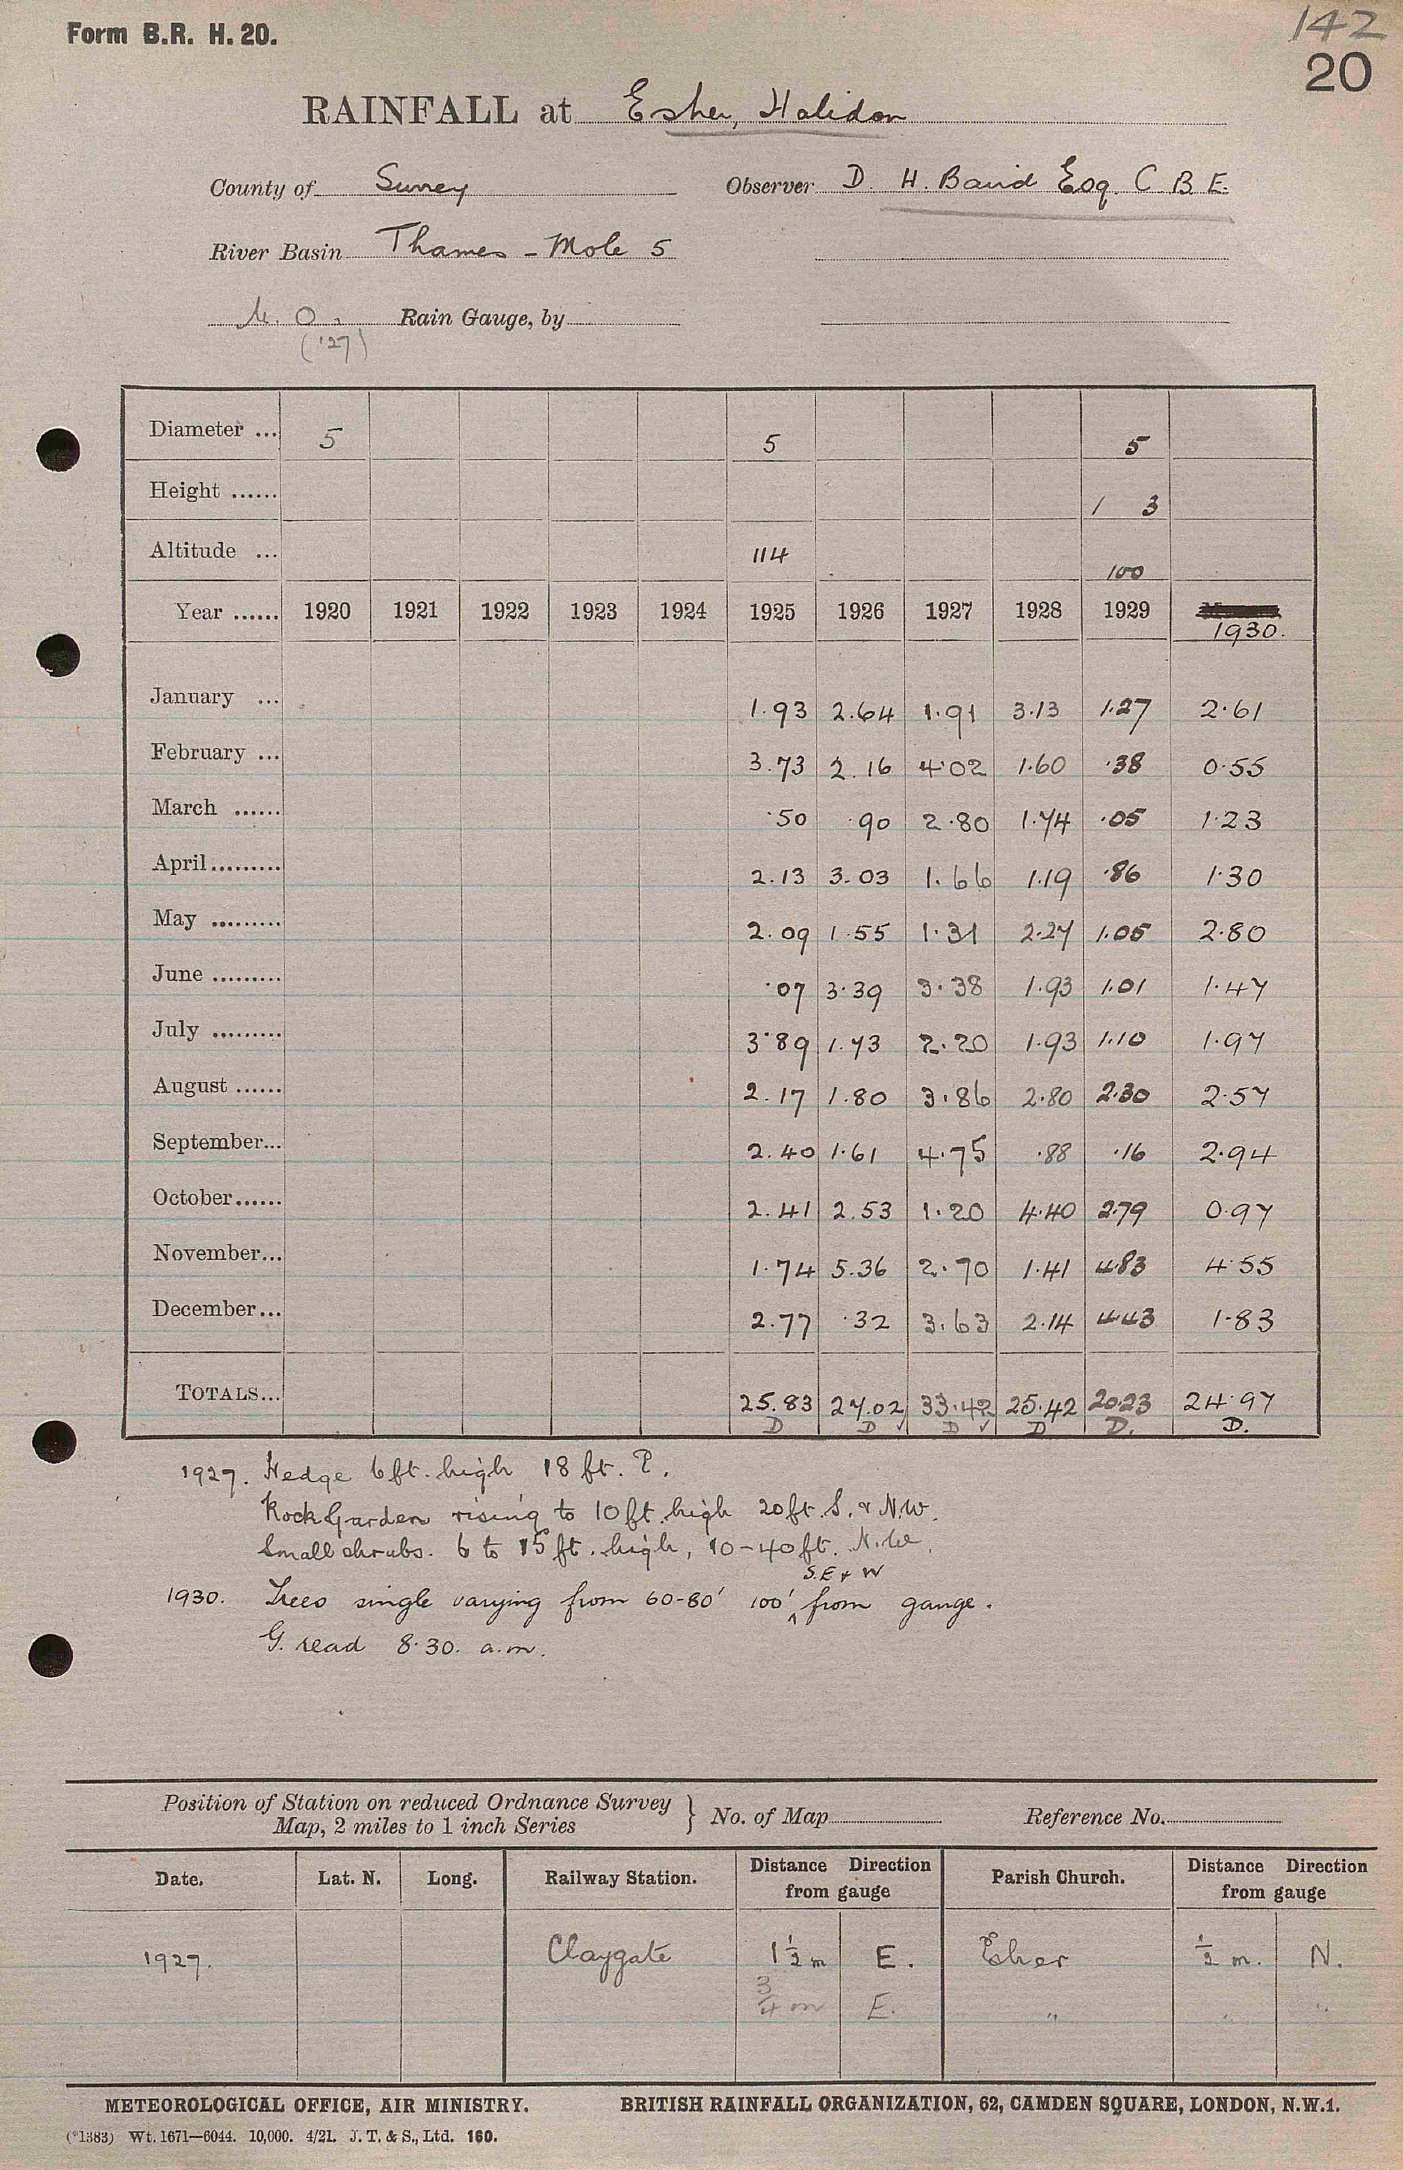 Form B.R. H. 20.
142
20
RAINFALL at Esher, Halidon
County of Surrey Observer D. H. Baird Esq. C B E.
River Basin Thames - Mole 5
M. O. Rain Gauge, by
('27)
Diameter ... 5 5 5
Height ...... 1 3
Altitude ... 114 100
Year ...... 1920 1921 1922 1923 1924 1925 1926 1927 1928 1929 1930.
January ... 1.93 2.64 1.91 3.13 1.27 2.61
February ... 3.73 2.16 4.02 1.60 .38 0.55
March ...... .50 .90 2.80 1.74 .05 1.23
April ......... 2.13 3.03 1.66 1.19 .86 1.30
May ......... 2.09 1.55 1.31 2.27 1.05 2.80
June ......... .07 3.39 3.38 1.93 1.01 1.47
July ......... 3.89 1.73 2.20 1.93 1.10 1.97
August ...... 2.17 1.80 3.86 2.80 2.30 2.57
September... 2.40 1.61 4.75 .88 .16 2.94
October...... 2.41 2.53 1.20 4.40 2.79 0.97
November... 1.74 5.36 2.70 1.41 4.83 4.55
December... 2.77 .32 3.63 2.14 4.43 1.83
TOTALS... 25.83 27.02 33.42 25.42 20.23 24.97
D D ✓ D ✓ D D. D.
1927. Hedge 6ft. high 18 ft. E.
Rock Garden rising to 10ft. high 20ft. S. & N.W.
Small shrubs. 6 to 15 ft. high, 10-40 ft. N.W.
S.E & W
1930. Trees single varying from 60-80' 100' ^ from gauge.
G. read 8.30. a.m.
Position of Station on reduced Ordnance Survey
Map, 2 miles to 1 inch Series } No. of Map Reference No.
Date. Lat. N. Long. Railway Station. Distance Direction from gauge Parish Church. Distance Direction from gauge
1927. Claygate 1½ m E. Esher ½ m. N.
¾ m E. " " "
METEOROLOGICAL OFFICE, AIR MINISTRY. BRITISH RAINFALL ORGANIZATION, 62, CAMDEN SQUARE, LONDON, N.W.1.
(*1383) Wt. 1671—6044. 10,000. 4/21. J. T. & S., Ltd. 160.